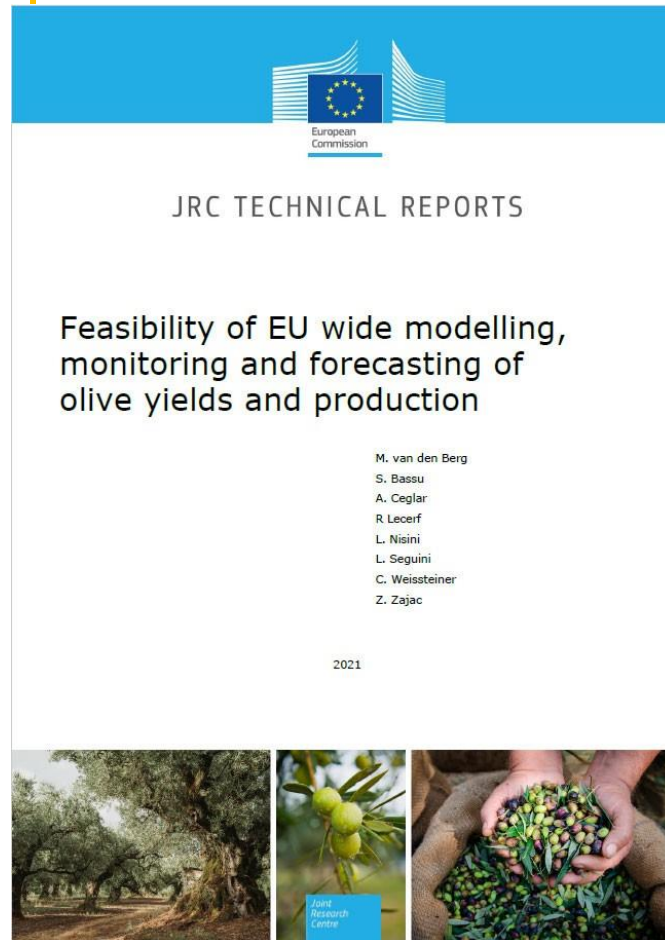 European
Commission
JRC TECHNICAL REPORTS
Feasibility of EU wide modelling,
monitoring and forecasting of
olive yields and production
M. van den Berg
S. Bassu
A. Ceglar
R Lecerf
L. Nisini
L. Seguini
C. Weissteiner
Z. Zajac
2021
Joint
Research
Centre